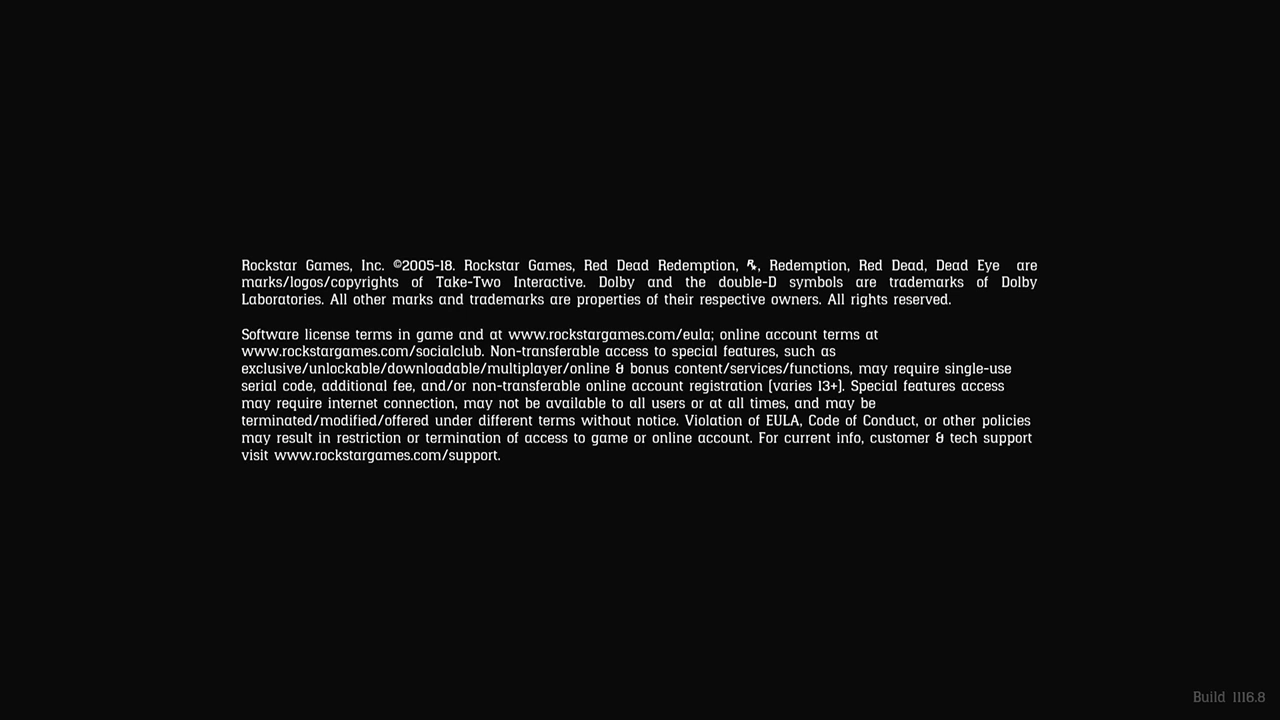 Rockstar Games, Inc. ©2005-18. Rockstar Games, Red Dead Redemption, R*, Redemption, Red Dead, Dead Eye are
marks/logos/copyrights of Take-Two Interactive. Dolby and the double-D symbols are trademarks of Dolby
Laboratories. All other marks and trademarks are properties of their respective owners. All rights reserved.
Software license terms in game and at www.rockstargames.com/eula; online account terms at
www.rockstargames.com/socialclub. Non-transferable access to special features, such as
exclusive/unlockable/downloadable/multiplayer/online & bonus content/services/functions, may require single-use
serial code, additional fee, and/or non-transferable online account registration (varies 13+). Special features access
may require internet connection, may not be available to all users or at all times, and may be
terminated/modified/offered under different terms without notice. Violation of EULA, Code of Conduct, or other policies
may result in restriction or termination of access to game or online account. For current info, customer & tech support
visit www.rockstargames.com/support.
Build 1116.8